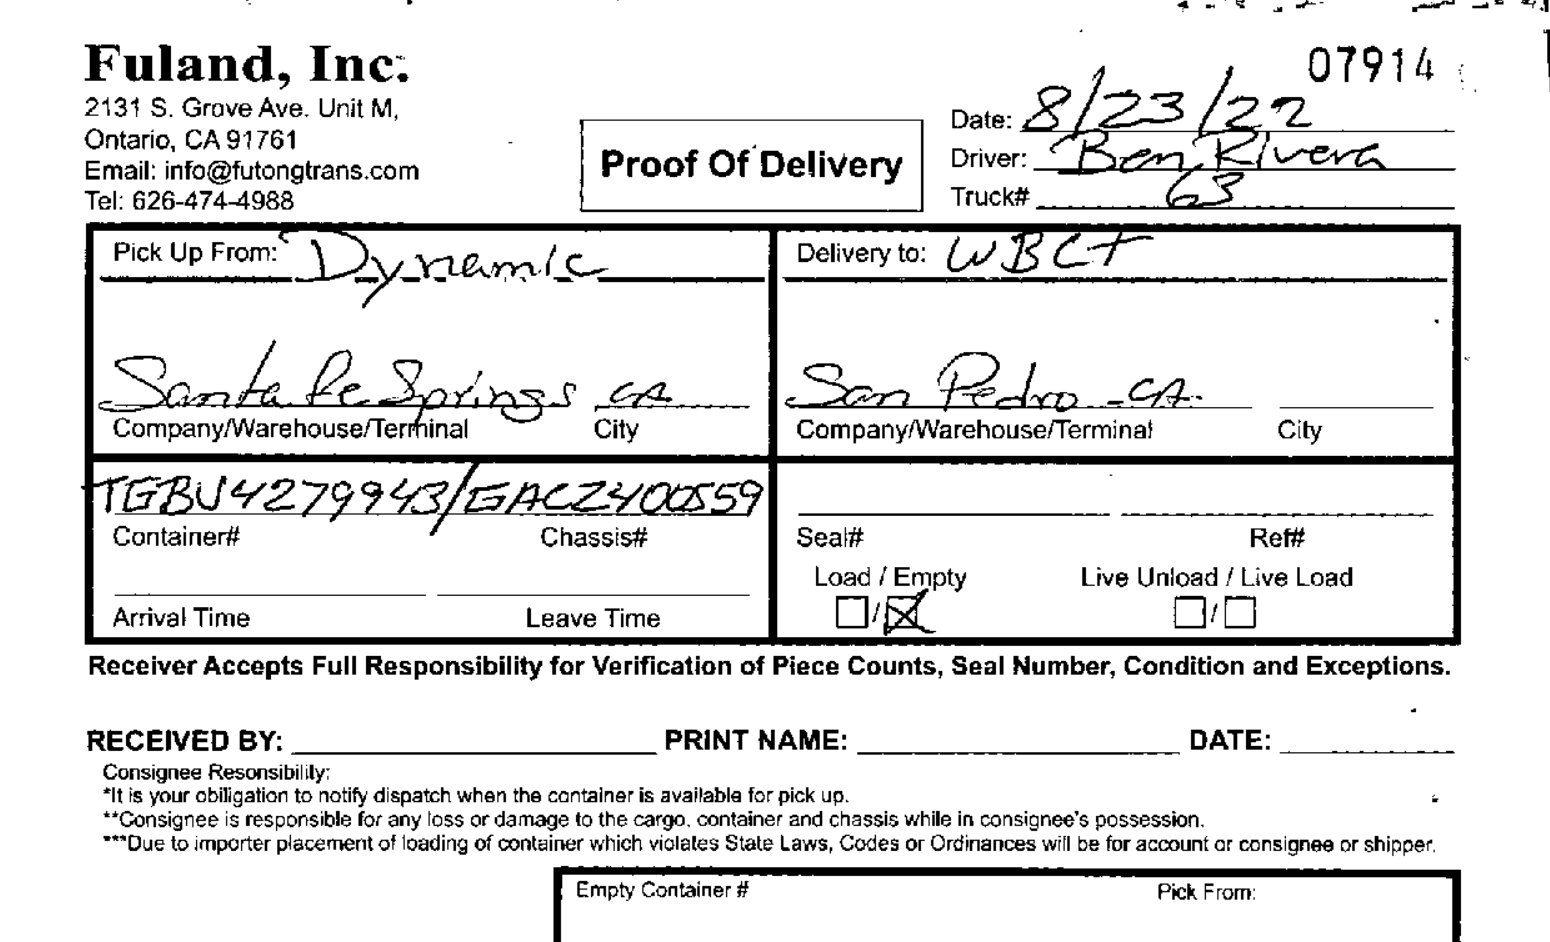 Fuland, Inc.
07914
2131 S. Grove Ave. Unit M,
Ontario, CA 91761
Email: info@futongtrans.com
Tel: 626-474-4988
Proof Of Delivery
Date: 8/23/22
Driver: Ben Rivera
Truck# 63
Pick Up From: Dynamic
Santa Fe Springs CA
Company/Warehouse/Terminal City
Delivery to: WBCT
San Pedro - CA.
Company/Warehouse/Terminal City
TGBU4279943/GACZ400559
Container# Chassis#
Arrival Time Leave Time
Seal# Ref#
Load / Empty Live Unload / Live Load
/ /
Receiver Accepts Full Responsibility for Verification of Piece Counts, Seal Number, Condition and Exceptions.
RECEIVED BY: PRINT NAME: DATE:
Consignee Resonsibility:
*It is your obiligation to notify dispatch when the container is available for pick up.
**Consignee is responsible for any loss or damage to the cargo, container and chassis while in consignee's possession.
***Due to importer placement of loading of container which violates State Laws, Codes or Ordinances will be for account or consignee or shipper.
Empty Container # Pick From: